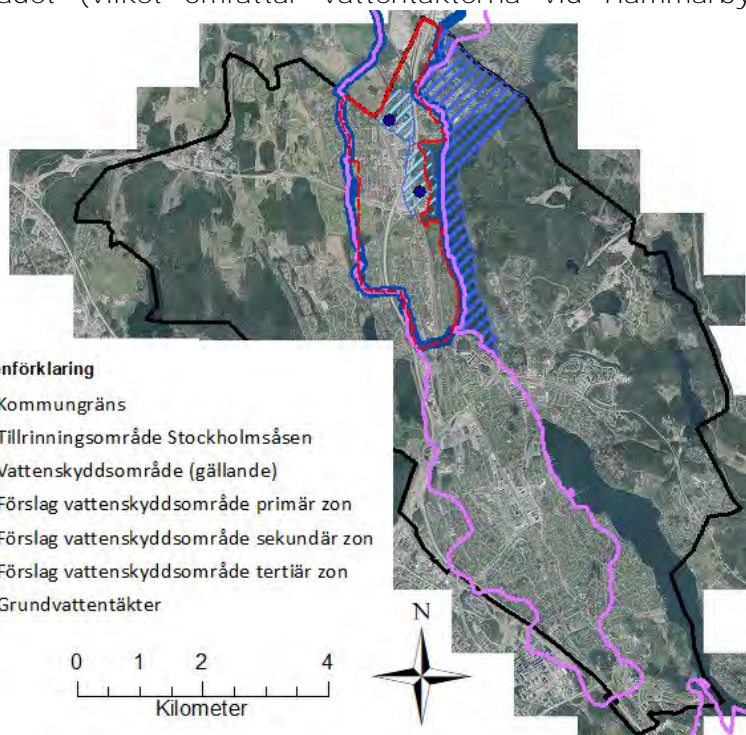 (vilket omfattar vattentäkterna vid Hammarby
Kommungräns
Tillrinningsområde Stockholmsåsen
Vattenskyddsområde (gällande)
Förslag vattenskyddsområde primär zon
Förslag vattenskyddsområde sekundär zon
Förslag vattenskyddsområde tertiär zon
Grundvattentäkter
N
0 1 2 4
Kilometer